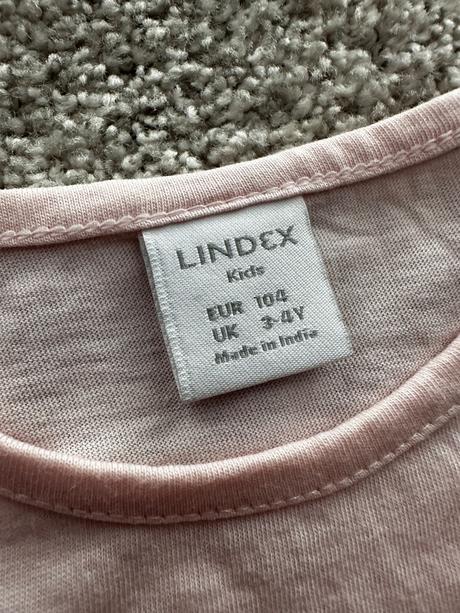 LINDEX
Kids
EUR 104
UK 3-4Y
Made in India